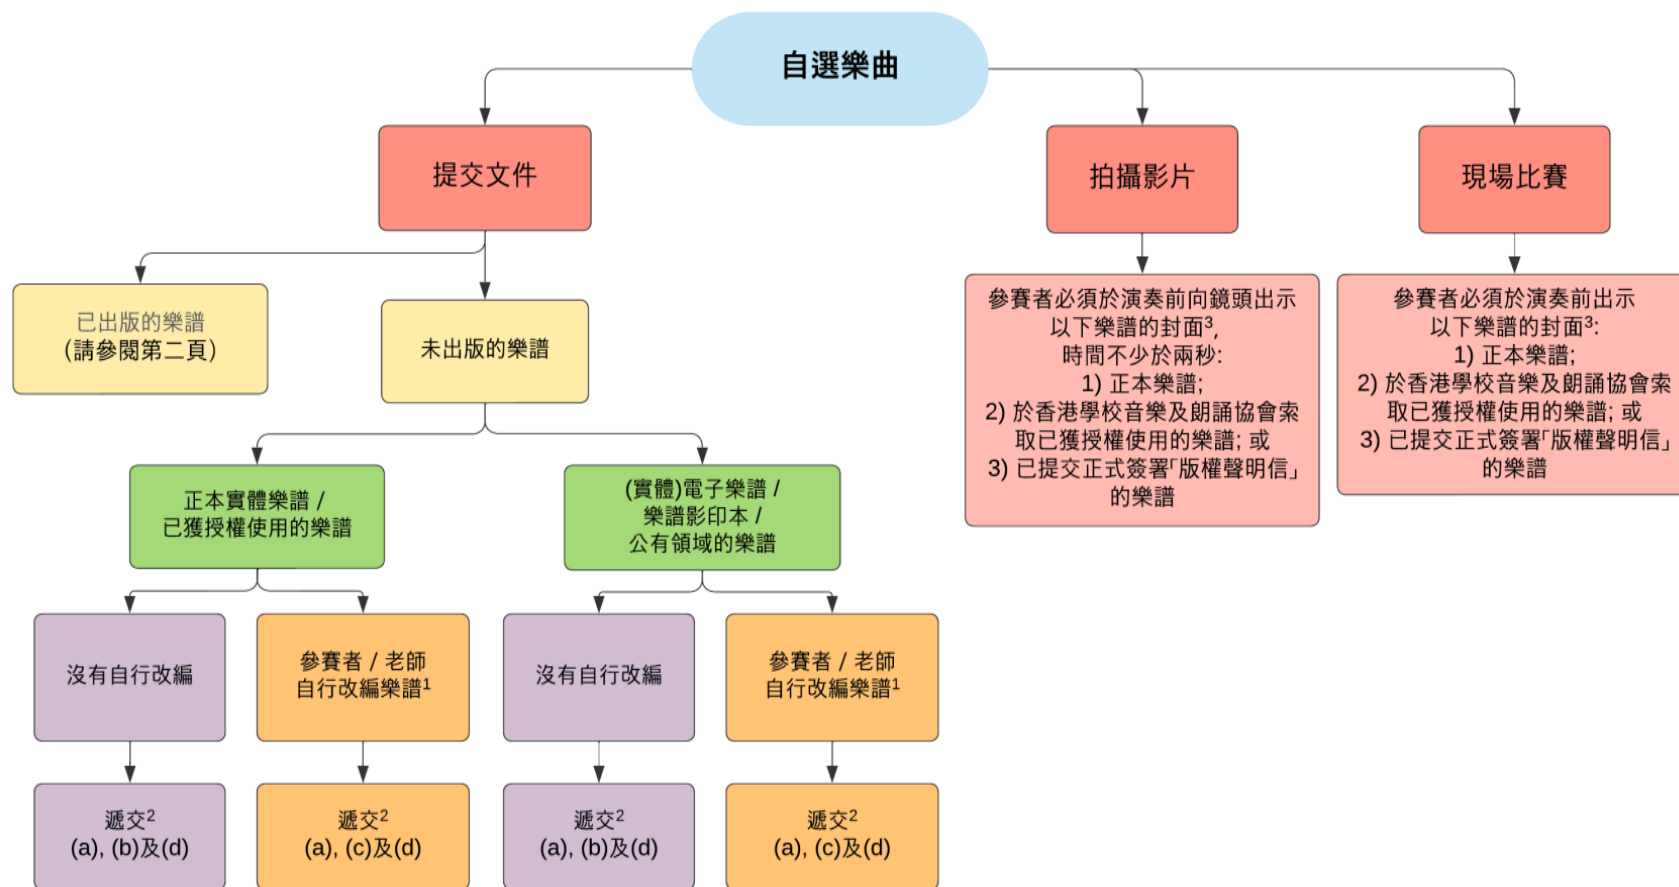 自選樂曲
提交文件
拍攝影片
現場比賽
已出版的樂譜
(請參閱第二頁)
未出版的樂譜
參賽者必須於演奏前向鏡頭出示
以下樂譜的封面³,
時間不少於兩秒:
1) 正本樂譜;
2) 於香港學校音樂及朗誦協會索
取已獲授權使用的樂譜; 或
3) 已提交正式簽署「版權聲明信」
的樂譜
參賽者必須於演奏前出示
以下樂譜的封面³:
1) 正本樂譜;
2) 於香港學校音樂及朗誦協會索
取已獲授權使用的樂譜; 或
3) 已提交正式簽署「版權聲明信」
的樂譜
正本實體樂譜 /
已獲授權使用的樂譜
(實體)電子樂譜 /
樂譜影印本 /
公有領域的樂譜
沒有自行改編
參賽者 / 老師
自行改編樂譜¹
沒有自行改編
參賽者 / 老師
自行改編樂譜¹
遞交²
(a), (b)及(d)
遞交²
(a), (c)及(d)
遞交²
(a), (b)及(d)
遞交²
(a), (c)及(d)